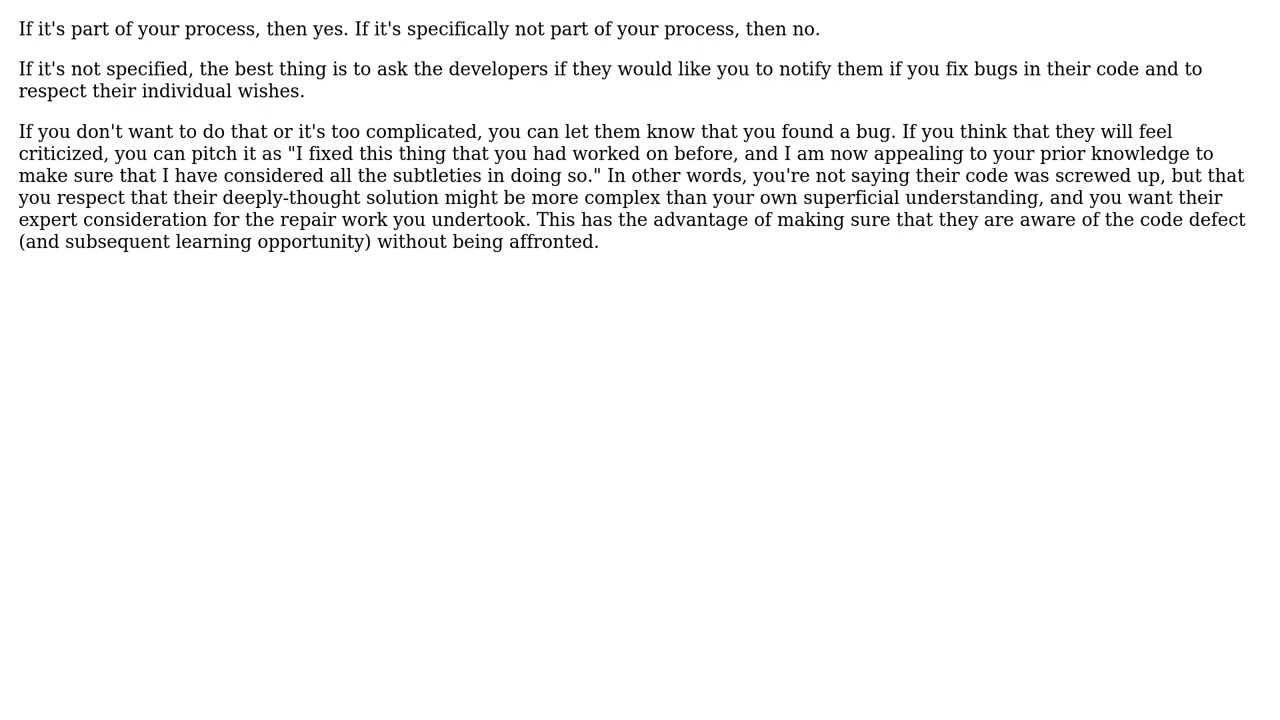 If it's part of your process, then yes. If it's specifically not part of your process, then no.
If it's not specified, the best thing is to ask the developers if they would like you to notify them if you fix bugs in their code and to
respect their individual wishes.
If you don't want to do that or it's too complicated, you can let them know that you found a bug. If you think that they will feel
criticized, you can pitch it as "I fixed this thing that you had worked on before, and I am now appealing to your prior knowledge to
make sure that I have considered all the subtleties in doing so." In other words, you're not saying their code was screwed up, but that
you respect that their deeply-thought solution might be more complex than your own superficial understanding, and you want their
expert consideration for the repair work you undertook. This has the advantage of making sure that they are aware of the code defect
(and subsequent learning opportunity) without being affronted.